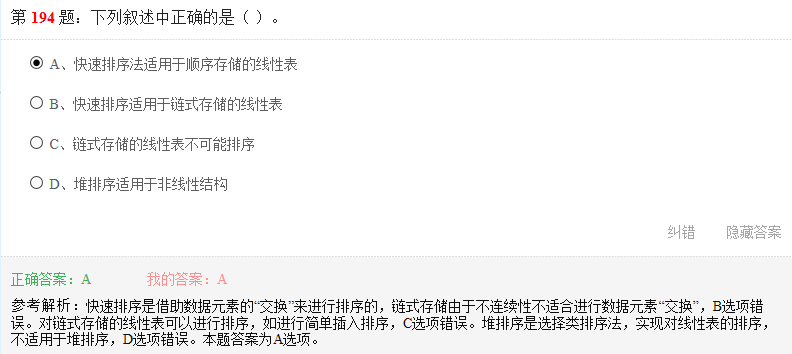 第 194 题：下列叙述中正确的是（ ）。
A、快速排序法适用于顺序存储的线性表
B、快速排序适用于链式存储的线性表
C、链式存储的线性表不可能排序
D、堆排序适用于非线性结构
纠错 隐藏答案
正确答案：A 我的答案：A
参考解析：快速排序是借助数据元素的“交换”来进行排序的，链式存储由于不连续性不适合进行数据元素“交换”，B选项错
误。对链式存储的线性表可以进行排序，如进行简单插入排序，C选项错误。堆排序是选择类排序法，实现对线性表的排序，
不适用于堆排序，D选项错误。本题答案为A选项。